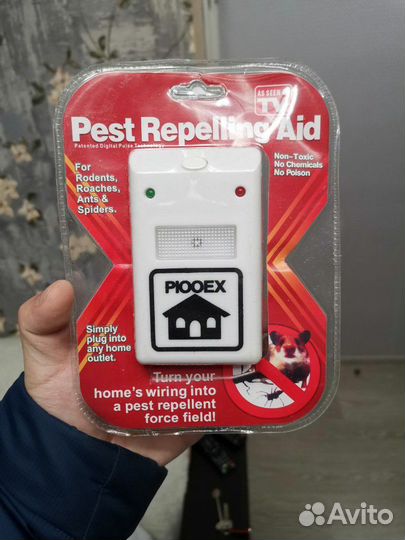 AS SEEN ON
TV
Pest Repelling Aid
Patented Digital Pulse Technology
For
Rodents,
Roaches,
Ants &
Spiders.
Non-Toxic
No Chemicals
No Poison
PIOOEX
Simply
plug into
any home
outlet.
Turn your
home's wiring into
a pest repellent
force field!
Avito